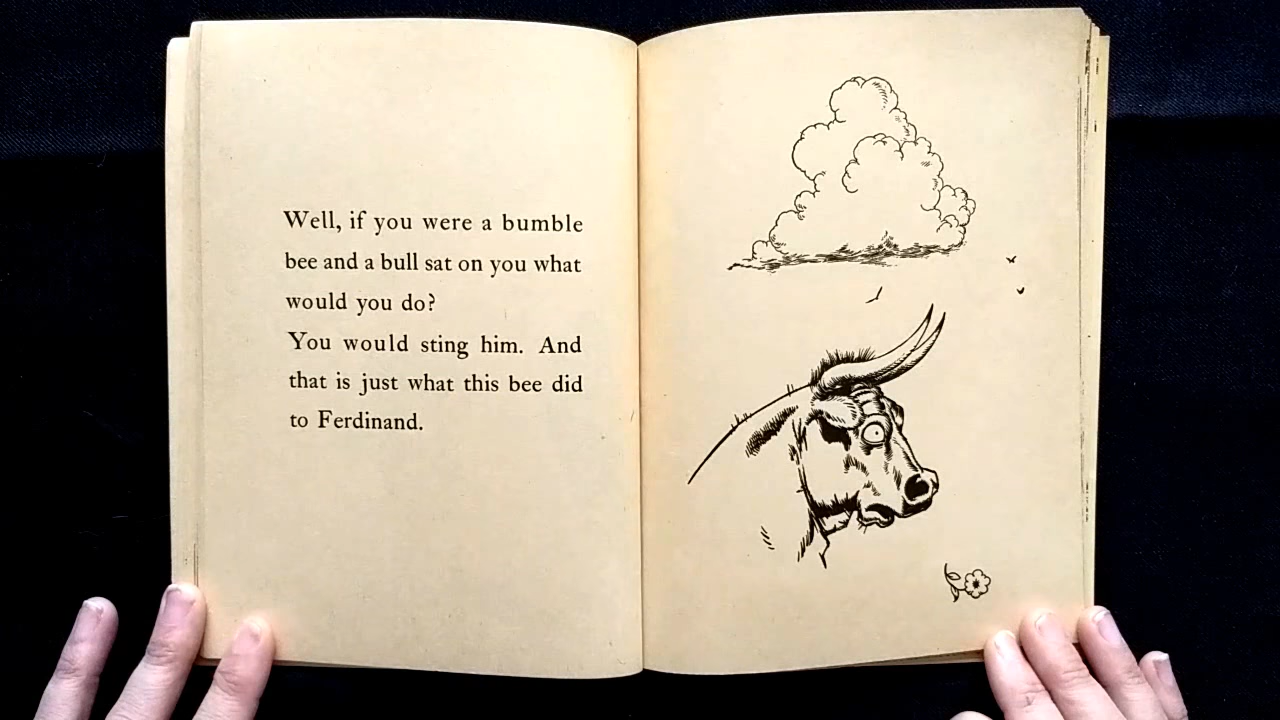 Well, if you were a bumble
bee and a bull sat on you what
would you do?
You would sting him. And
that is just what this bee did
to Ferdinand.